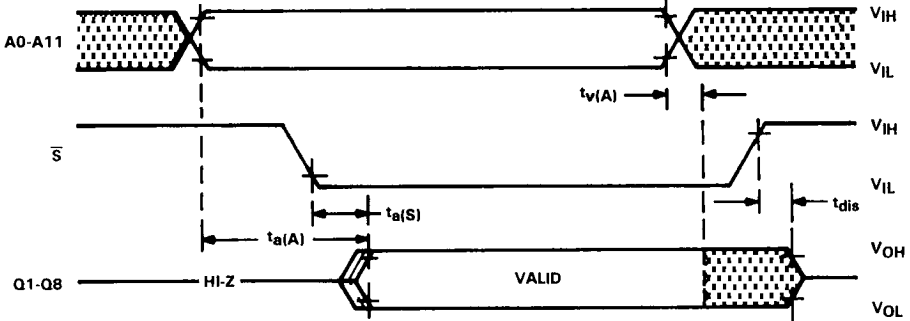 A0-A11
VIH
VIL
tv(A)
S̅
VIH
VIL
ta(S)
tdis
ta(A)
Q1-Q8
HI-Z
VALID
VOH
VOL